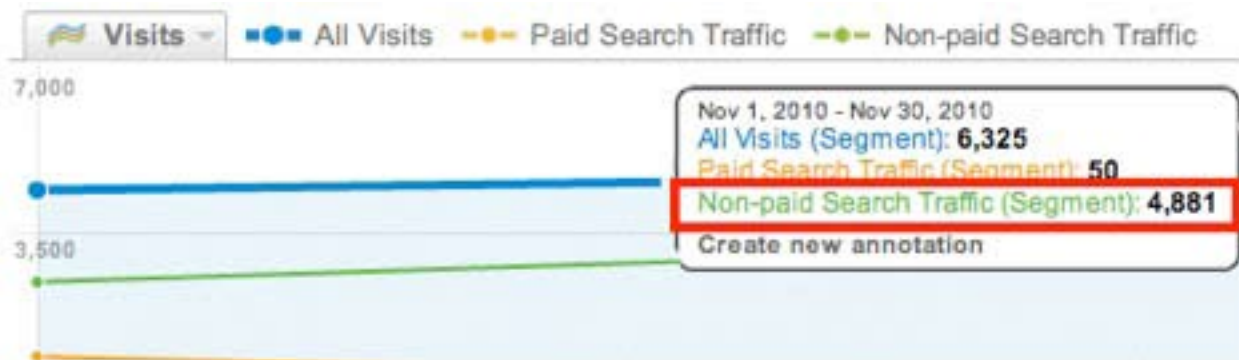 Visits All Visits Paid Search Traffic Non-paid Search Traffic
7,000
Nov 1, 2010 - Nov 30, 2010
All Visits (Segment): 6,325
Paid Search Traffic (Segment): 50
Non-paid Search Traffic (Segment): 4,881
3,500
Create new annotation